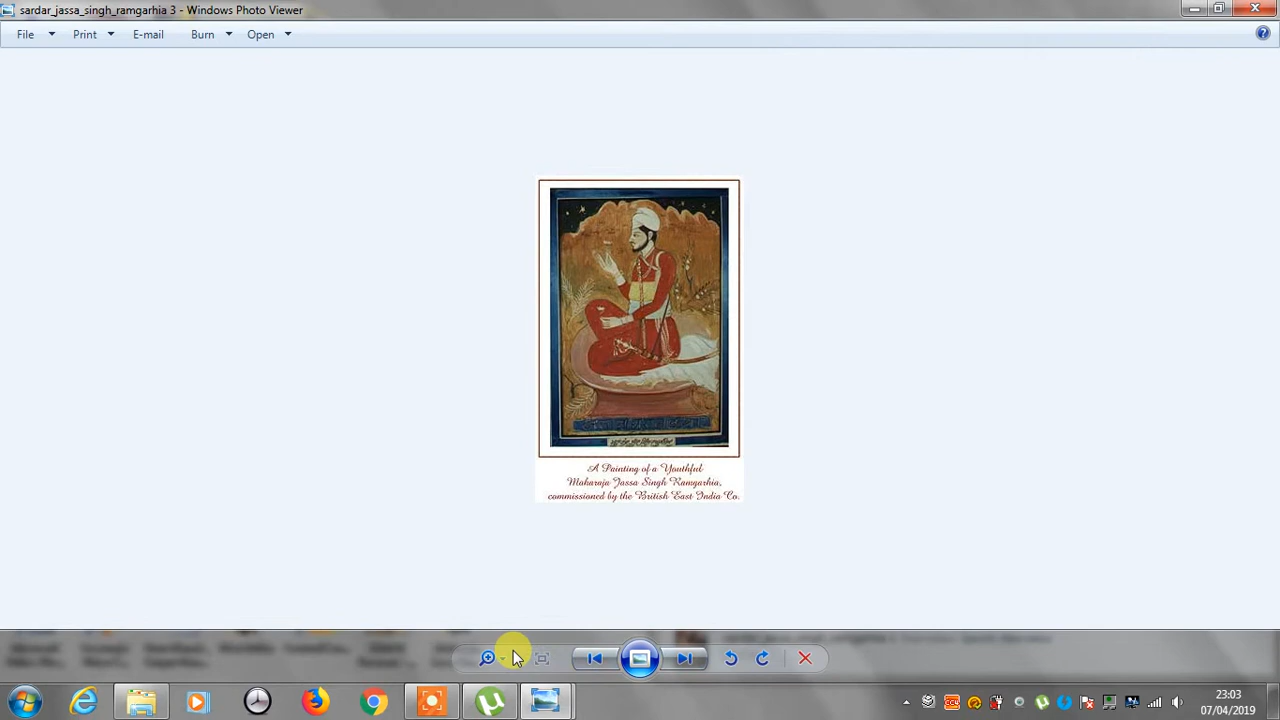 sardar_jassa_singh_ramgarhia 3 - Windows Photo Viewer
File Print E-mail Burn Open
A Painting of a Youthful
Maharaja Jassa Singh Ramgarhia,
commissioned by the British East India Co.
23:03
07/04/2019